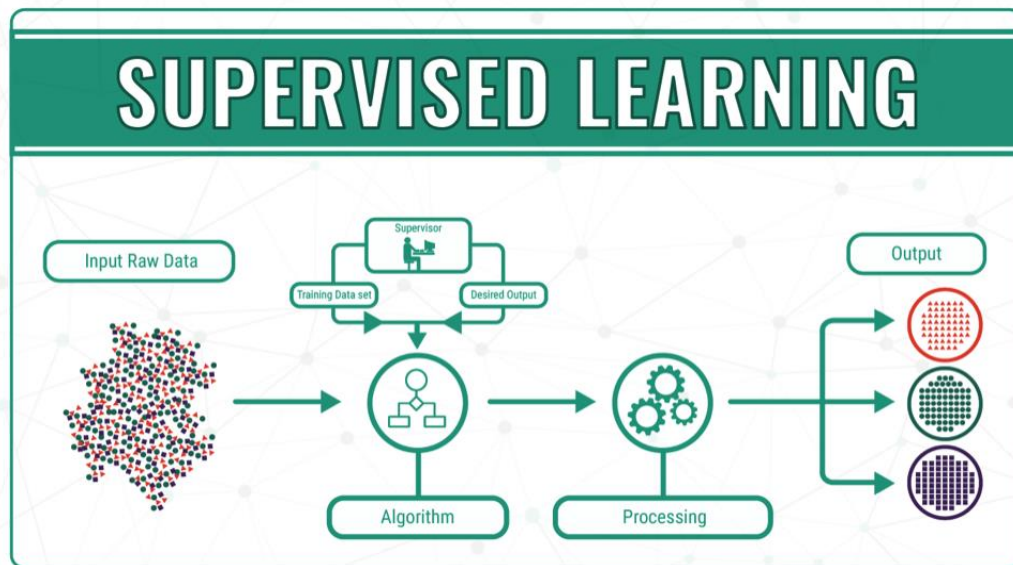 SUPERVISED LEARNING
Input Raw Data
Supervisor
Training Data set
Desired Output
Algorithm
Processing
Output